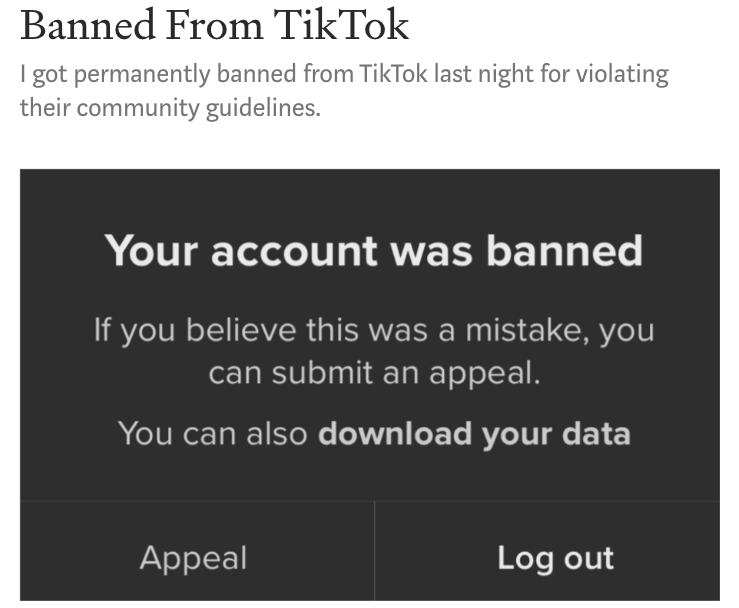 Banned From TikTok
I got permanently banned from TikTok last night for violating
their community guidelines.
Your account was banned
If you believe this was a mistake, you
can submit an appeal.
You can also download your data
Appeal
Log out